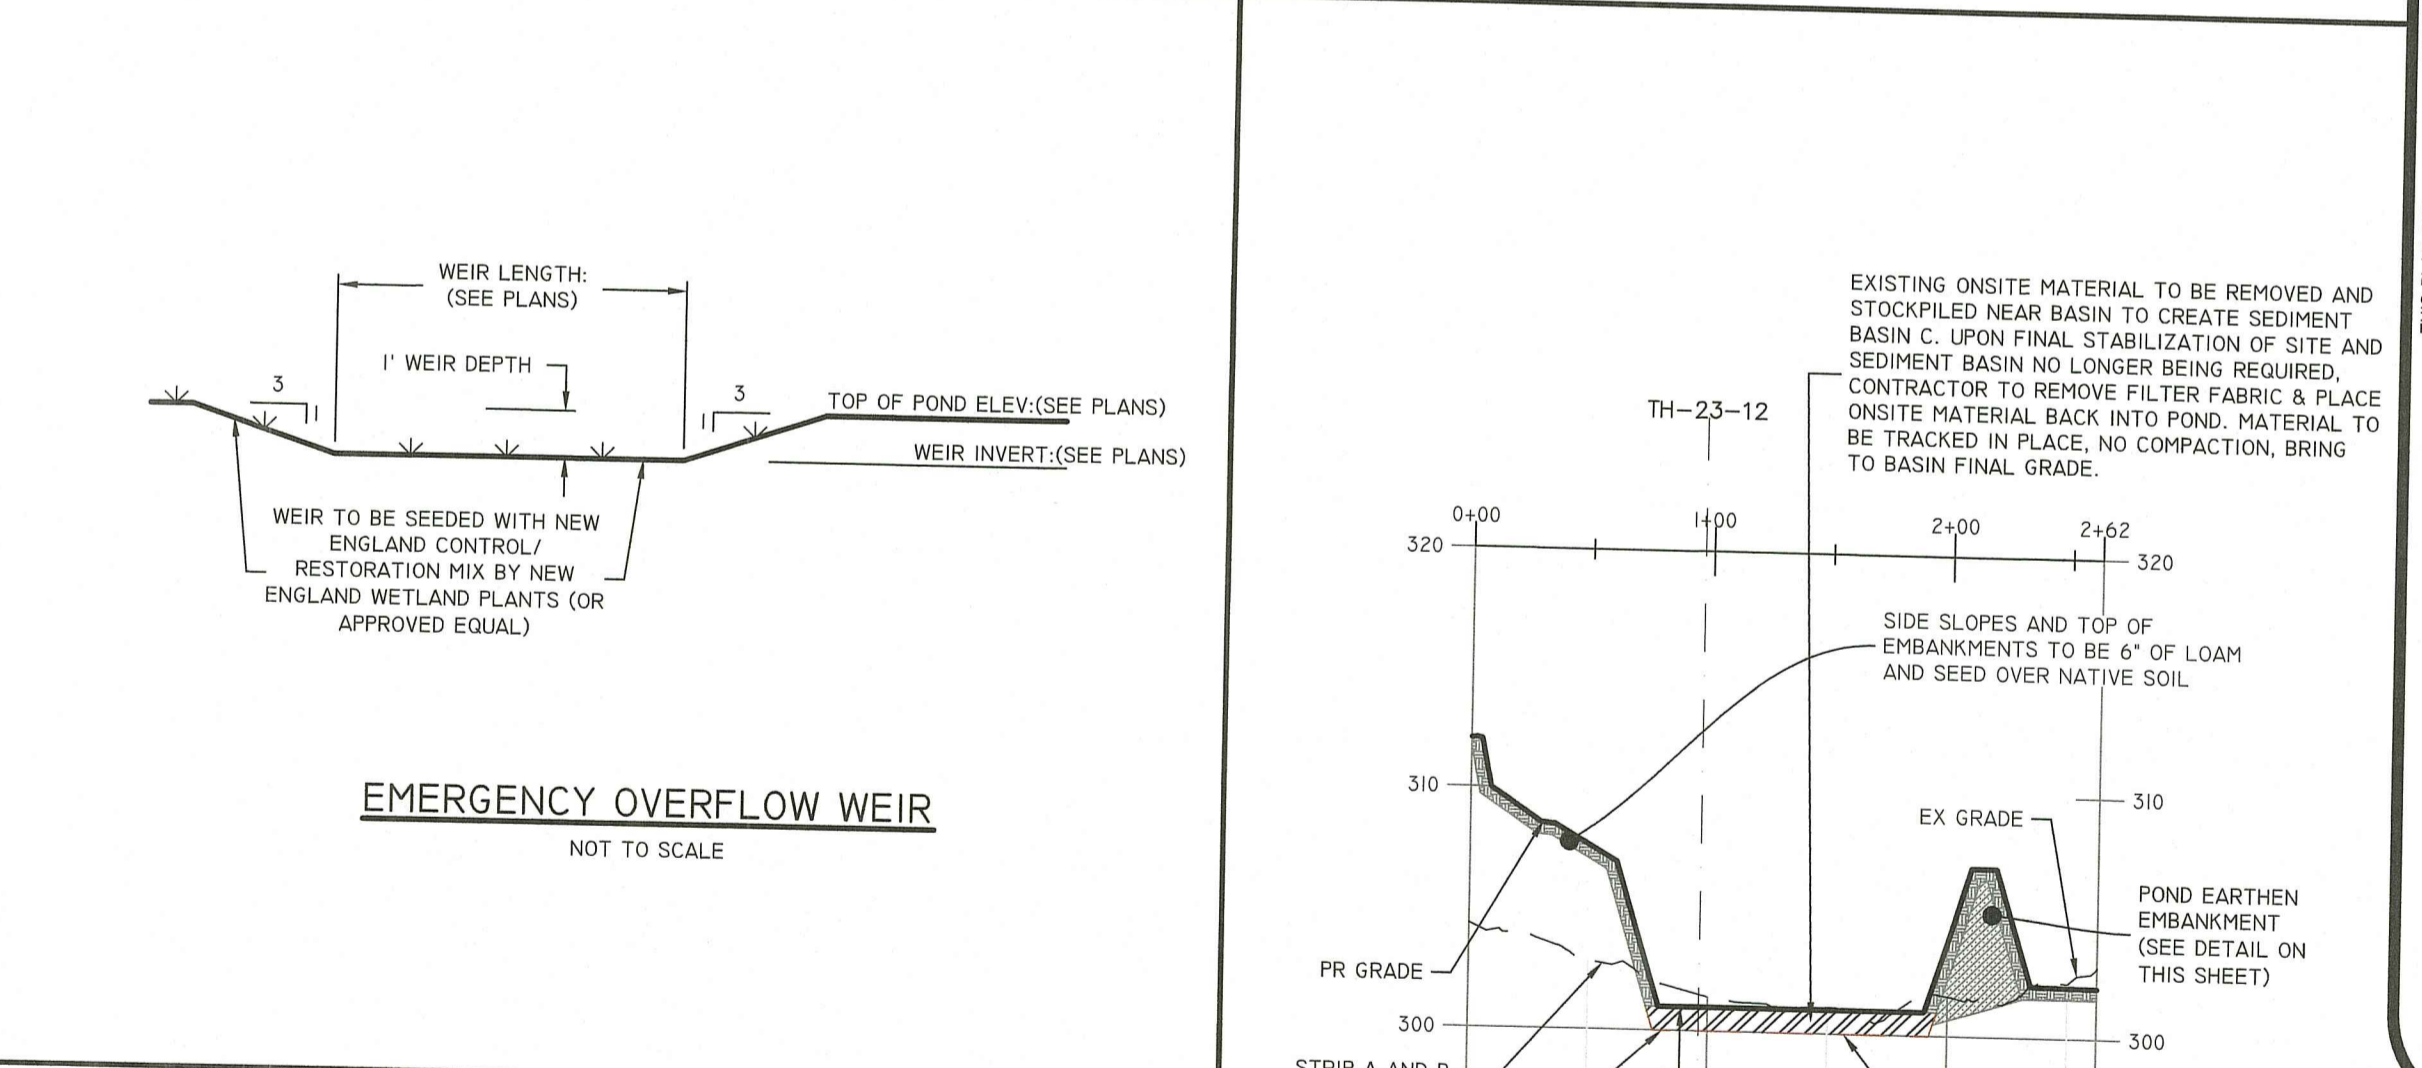 WEIR LENGTH:
(SEE PLANS)
1' WEIR DEPTH
3
1
3
1
TOP OF POND ELEV:(SEE PLANS)
WEIR INVERT:(SEE PLANS)
WEIR TO BE SEEDED WITH NEW
ENGLAND CONTROL/
RESTORATION MIX BY NEW
ENGLAND WETLAND PLANTS (OR
APPROVED EQUAL)
EMERGENCY OVERFLOW WEIR
NOT TO SCALE
EXISTING ONSITE MATERIAL TO BE REMOVED AND
STOCKPILED NEAR BASIN TO CREATE SEDIMENT
BASIN C. UPON FINAL STABILIZATION OF SITE AND
SEDIMENT BASIN NO LONGER BEING REQUIRED,
CONTRACTOR TO REMOVE FILTER FABRIC & PLACE
ONSITE MATERIAL BACK INTO POND. MATERIAL TO
BE TRACKED IN PLACE, NO COMPACTION, BRING
TO BASIN FINAL GRADE.
TH-23-12
0+00
1+00
2+00
2+62
320
320
SIDE SLOPES AND TOP OF
EMBANKMENTS TO BE 6" OF LOAM
AND SEED OVER NATIVE SOIL
310
310
EX GRADE
POND EARTHEN
EMBANKMENT
(SEE DETAIL ON
THIS SHEET)
PR GRADE
300
300
STRIP A AND B